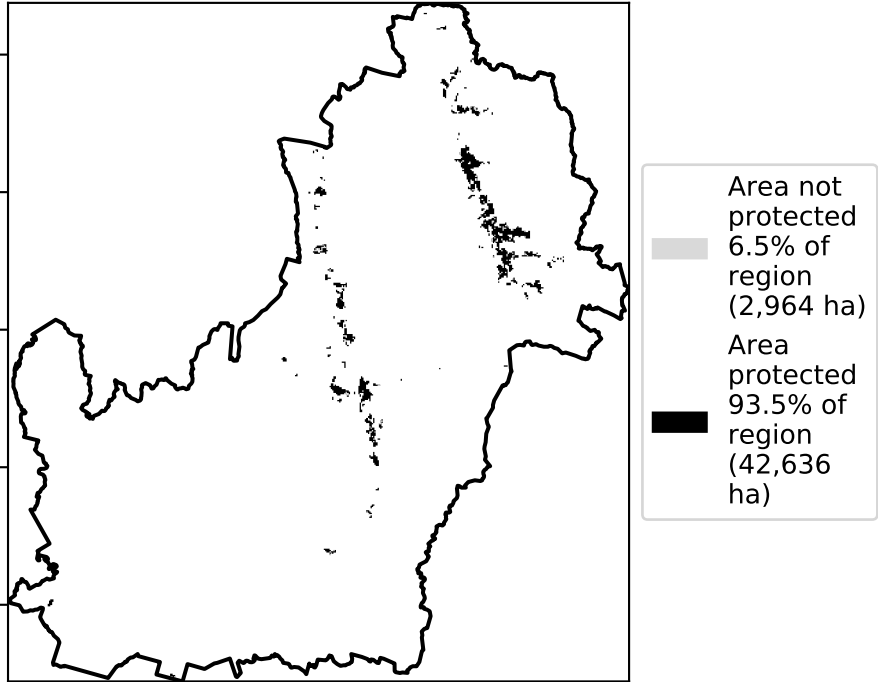 Area not
protected
6.5% of
region
(2,964 ha)
Area
protected
93.5% of
region
(42,636
ha)